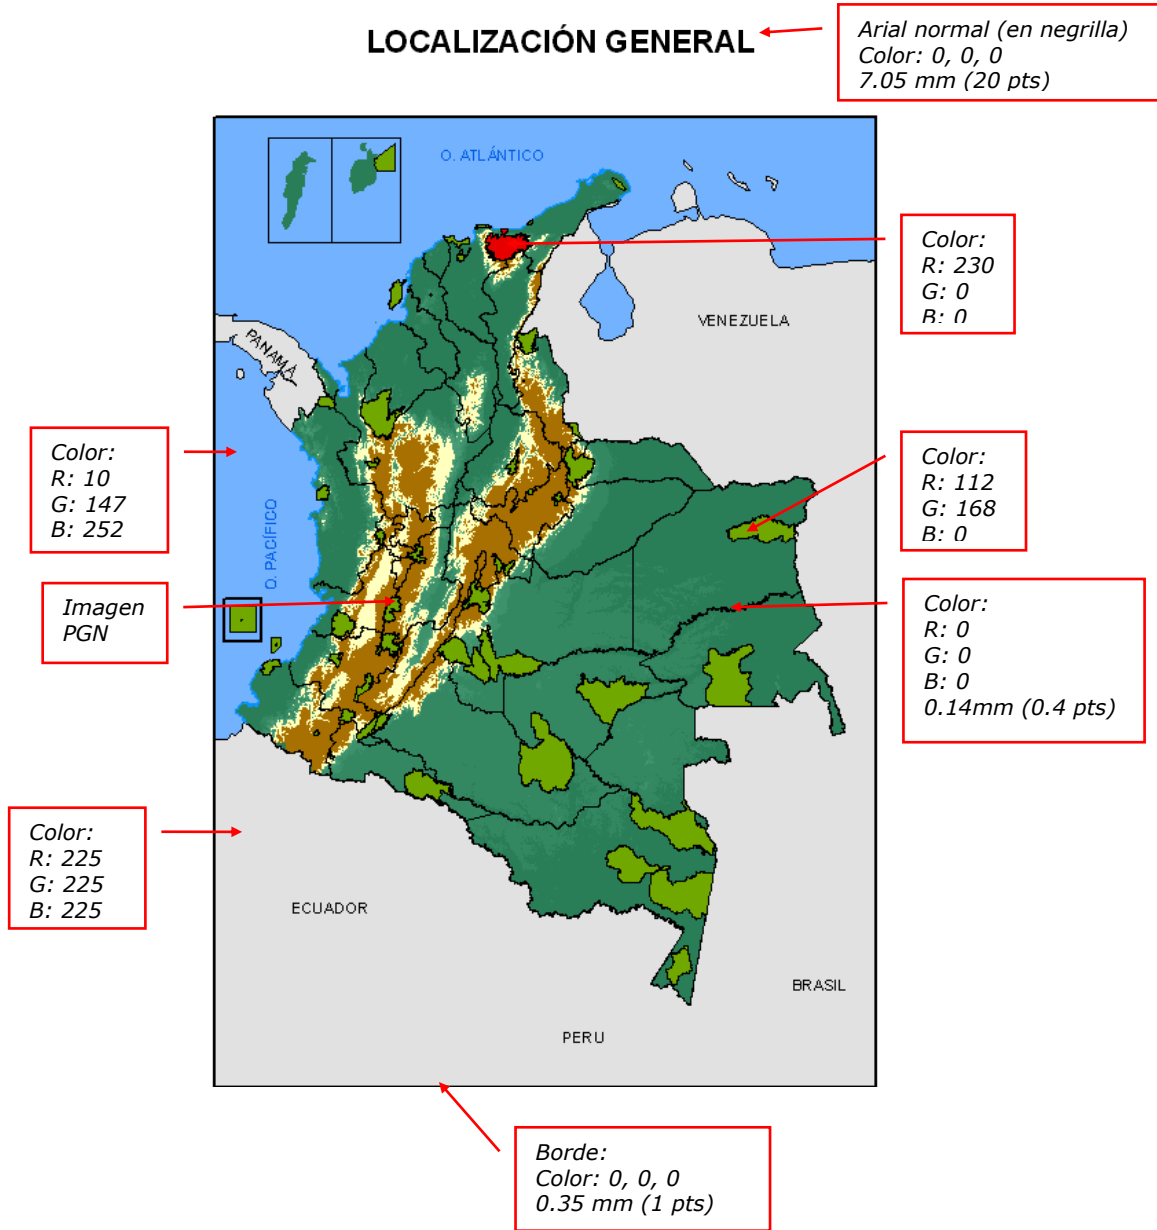 LOCALIZACIÓN GENERAL
Arial normal (en negrilla)
Color: 0, 0, 0
7.05 mm (20 pts)
O. ATLÁNTICO
Color:
R: 230
G: 0
B: 0
VENEZUELA
PANAMÁ
Color:
R: 10
G: 147
B: 252
Color:
R: 112
G: 168
B: 0
O. PACÍFICO
Imagen
PGN
Color:
R: 0
G: 0
B: 0
0.14mm (0.4 pts)
Color:
R: 225
G: 225
B: 225
ECUADOR
BRASIL
PERU
Borde:
Color: 0, 0, 0
0.35 mm (1 pts)